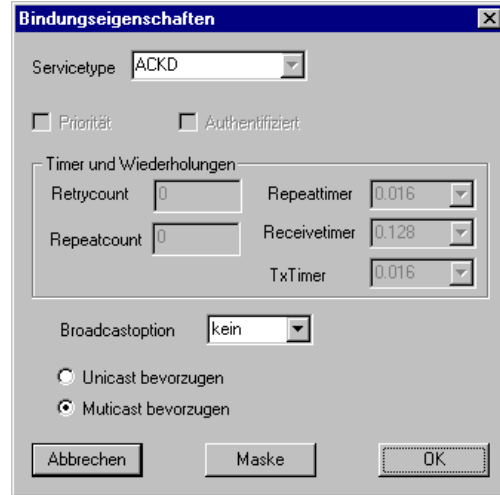 Bindungseigenschaften
Servicetype ACKD
Priorität Authentifiziert
Timer und Wiederholungen
Retrycount 0 Repeattimer 0.016
Repeatcount 0 Receivetimer 0.128
TxTimer 0.016
Broadcastoption kein
Unicast bevorzugen
Muticast bevorzugen
Abbrechen Maske OK